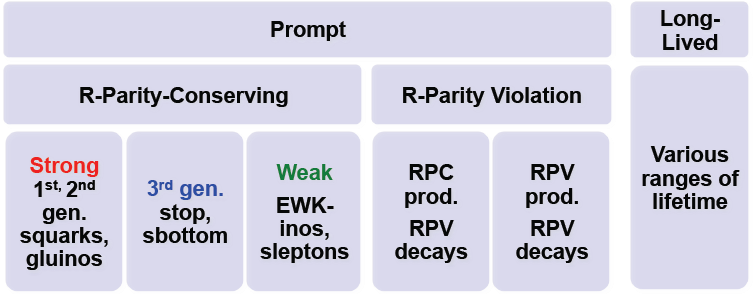 Prompt
Long-
Lived
R-Parity-Conserving
R-Parity Violation
Strong
1st, 2nd
gen.
squarks,
gluinos
3rd gen.
stop,
sbottom
Weak
EWK-
inos,
sleptons
RPC
prod.
RPV
decays
RPV
prod.
RPV
decays
Various
ranges of
lifetime